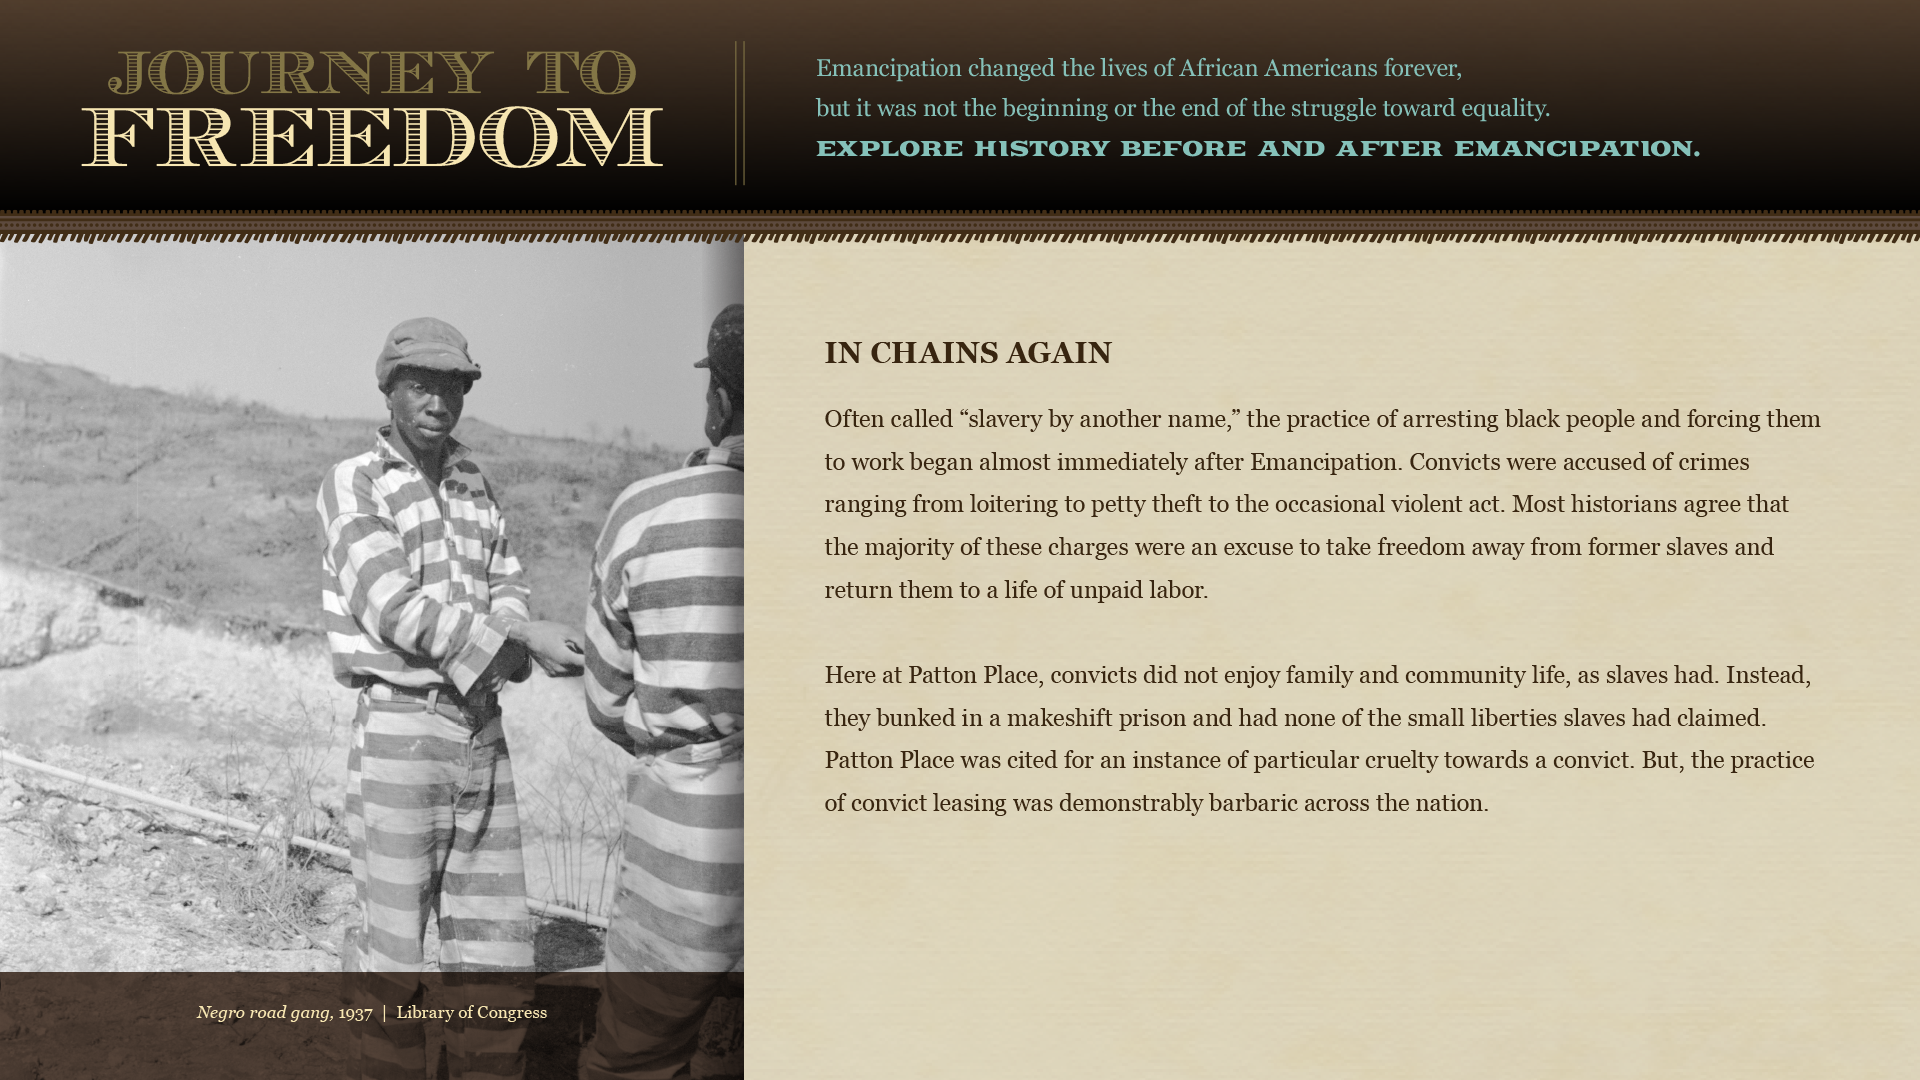 JOURNEY TO
FREEDOM
Emancipation changed the lives of African Americans forever,
but it was not the beginning or the end of the struggle toward equality.
EXPLORE HISTORY BEFORE AND AFTER EMANCIPATION.
IN CHAINS AGAIN
Often called “slavery by another name,” the practice of arresting black people and forcing them
to work began almost immediately after Emancipation. Convicts were accused of crimes
ranging from loitering to petty theft to the occasional violent act. Most historians agree that
the majority of these charges were an excuse to take freedom away from former slaves and
return them to a life of unpaid labor.
Here at Patton Place, convicts did not enjoy family and community life, as slaves had. Instead,
they bunked in a makeshift prison and had none of the small liberties slaves had claimed.
Patton Place was cited for an instance of particular cruelty towards a convict. But, the practice
of convict leasing was demonstrably barbaric across the nation.
Negro road gang, 1937 | Library of Congress